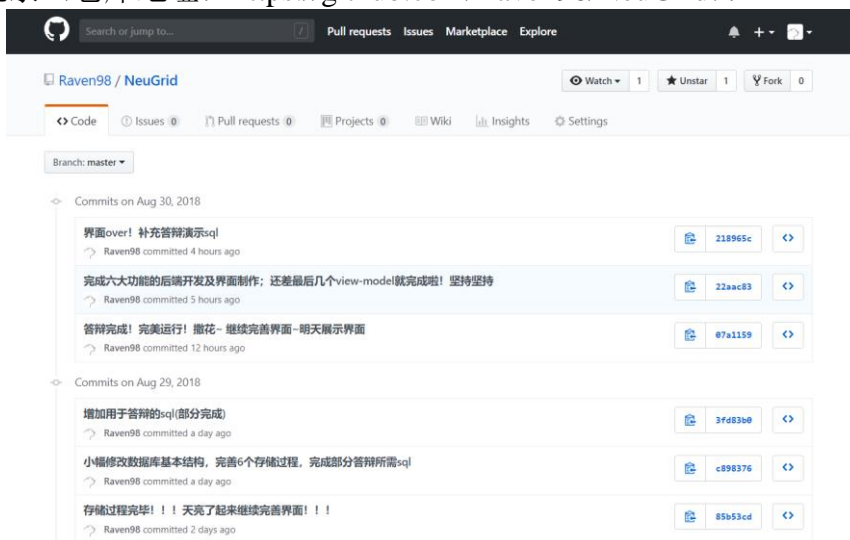 Search or jump to... / Pull requests Issues Marketplace Explore
Raven98 / NeuGrid Watch 1 Unstar 1 Fork 0
Code Issues 0 Pull requests 0 Projects 0 Wiki Insights Settings
Branch: master
Commits on Aug 30, 2018
界面over！补充答辩演示sql
Raven98 committed 4 hours ago
218965c
完成六大功能的后端开发及界面制作；还差最后几个view-model就完成啦！坚持坚持
Raven98 committed 5 hours ago
22aac83
答辩完成！完美运行！撒花~ 继续完善界面~明天展示界面
Raven98 committed 12 hours ago
07a1159
Commits on Aug 29, 2018
增加用于答辩的sql(部分完成)
Raven98 committed a day ago
3fd83b0
小幅修改数据库基本结构，完善6个存储过程，完成部分答辩所需sql
Raven98 committed a day ago
c898376
存储过程完毕！！！天亮了起来继续完善界面！！！
Raven98 committed 2 days ago
85b53cd